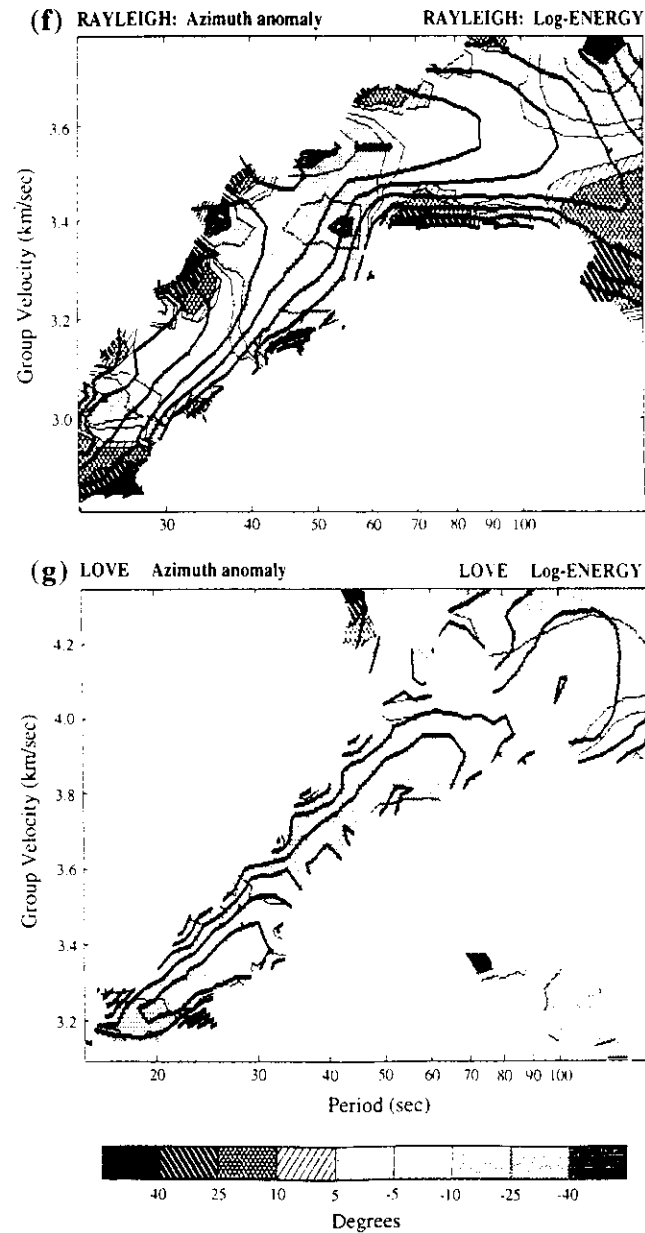 (f) RAYLEIGH: Azimuth anomaly RAYLEIGH: Log-ENERGY
3.6
3.4
3.2
3.0
Group Velocity (km/sec)
30 40 50 60 70 80 90 100
(g) LOVE Azimuth anomaly LOVE Log-ENERGY
4.2
4.0
3.8
3.6
3.4
3.2
Group Velocity (km/sec)
20 30 40 50 60 70 80 90 100
Period (sec)
40 25 10 5 -5 -10 -25 -40
Degrees